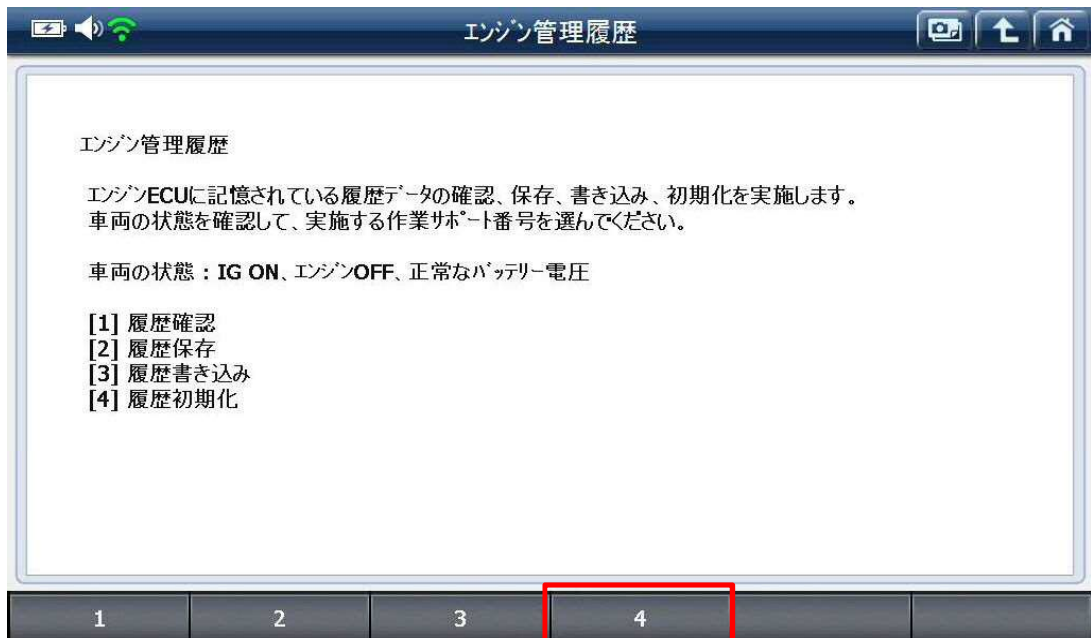 エンジン管理履歴
エンジン管理履歴
エンジンECUに記憶されている履歴データの確認、保存、書き込み、初期化を実施します。
車両の状態を確認して、実施する作業サポート番号を選んでください。
車両の状態：IG ON、エンジンOFF、正常なバッテリー電圧
[1] 履歴確認
[2] 履歴保存
[3] 履歴書き込み
[4] 履歴初期化
1 2 3 4